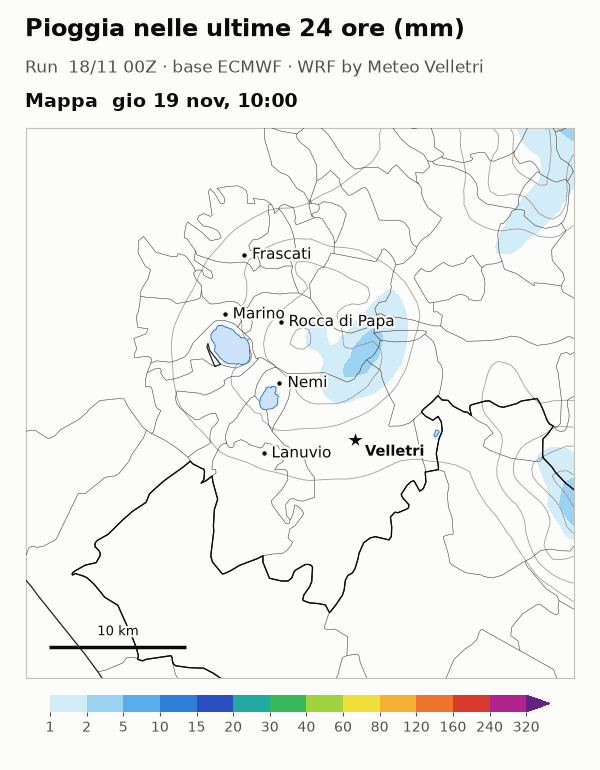 Pioggia nelle ultime 24 ore (mm)
Run  18/11 00Z · base ECMWF · WRF by Meteo Velletri
Mappa  gio 19 nov, 10:00
Frascati
Marino
Rocca di Papa
Nemi
Velletri
Lanuvio
10 km
1 2 5 10 15 20 30 40 60 80 120 160 240 320